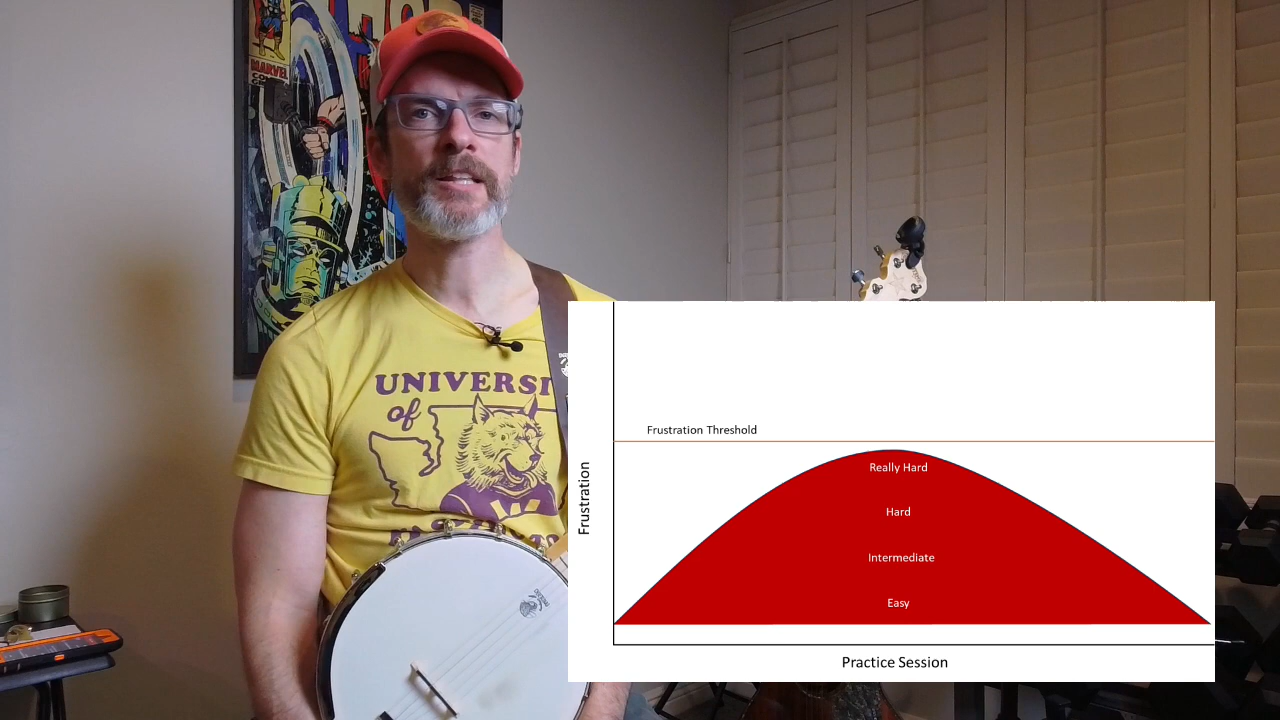 MARVEL
UNIVERSI
of
Frustration Threshold
Really Hard
Hard
Intermediate
Easy
Frustration
Practice Session